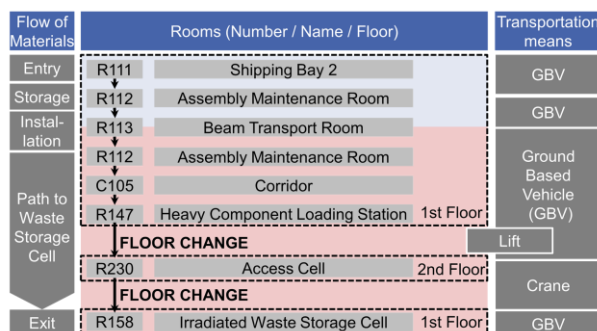 Flow of Materials
Rooms (Number / Name / Floor)
Transportation means
Entry
R111 Shipping Bay 2
GBV
Storage
R112 Assembly Maintenance Room
GBV
Instal-
lation
R113 Beam Transport Room
R112 Assembly Maintenance Room
Ground
Based
Vehicle
(GBV)
Path to
Waste
Storage
Cell
C105 Corridor
R147 Heavy Component Loading Station 1st Floor
FLOOR CHANGE
Lift
R230 Access Cell 2nd Floor
Crane
FLOOR CHANGE
Exit
R158 Irradiated Waste Storage Cell 1st Floor
GBV